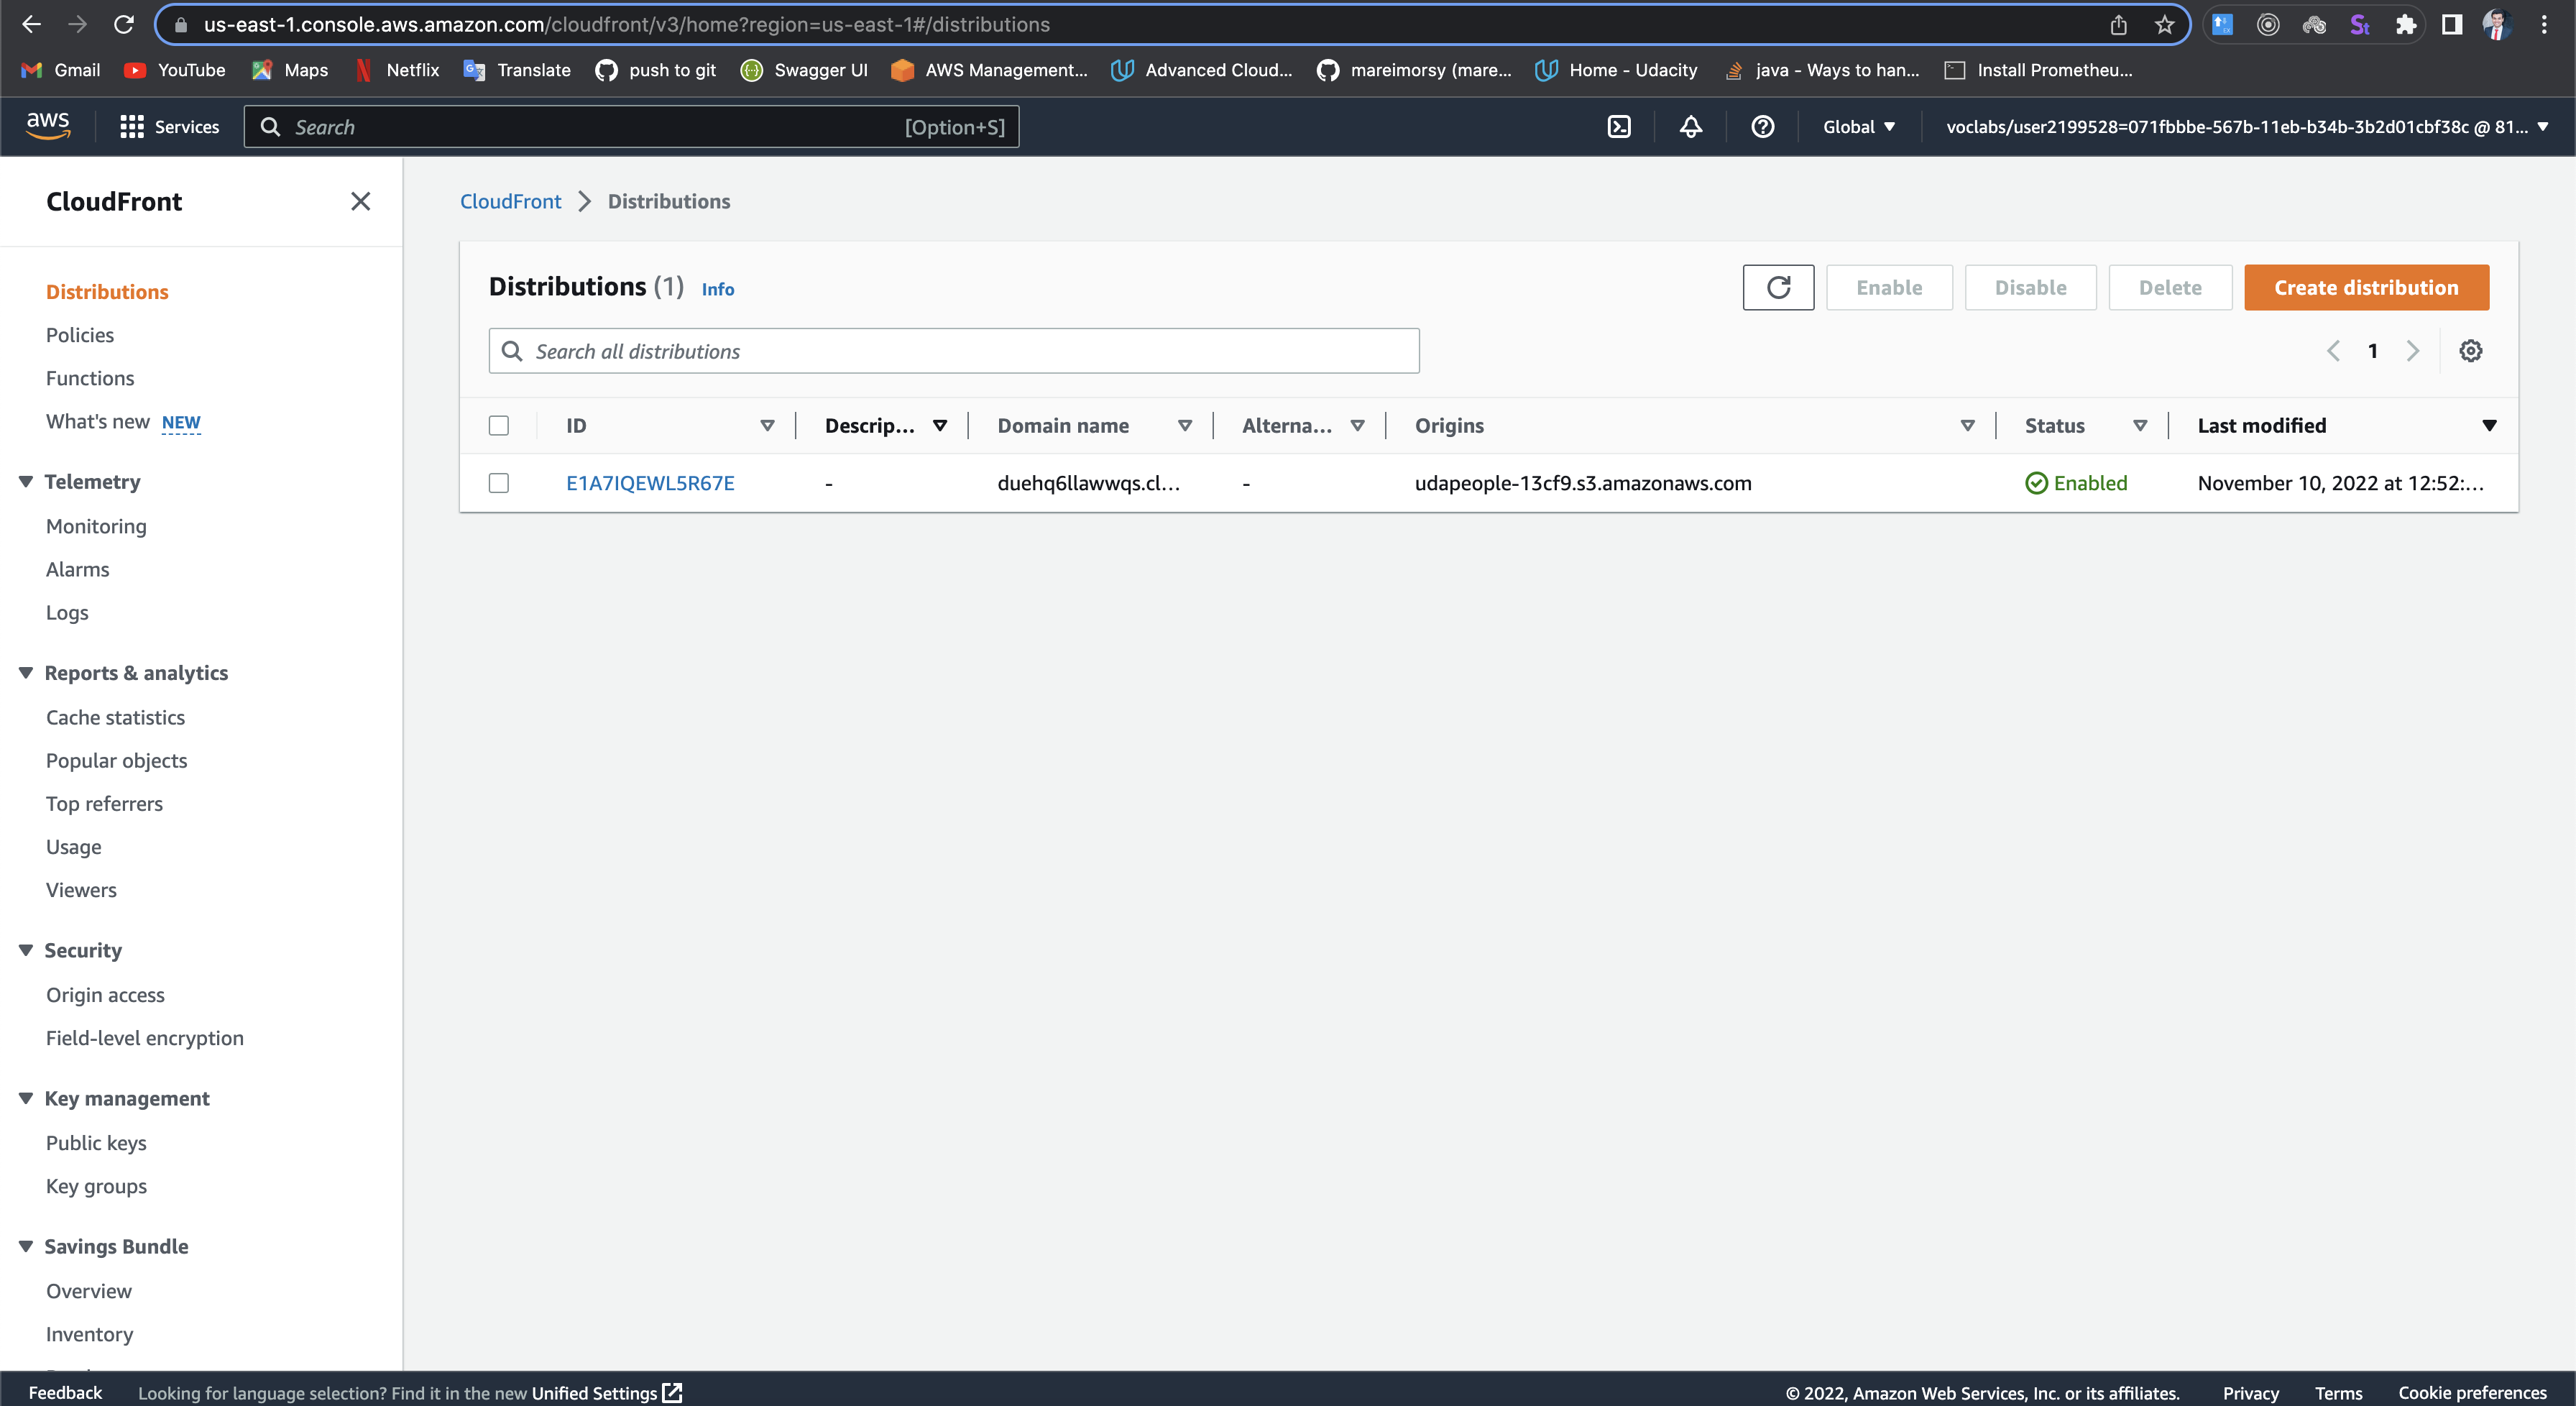 us-east-1.console.aws.amazon.com/cloudfront/v3/home?region=us-east-1#/distributions
Gmail YouTube Maps Netflix Translate push to git Swagger UI AWS Management... Advanced Cloud... mareimorsy (mare... Home - Udacity java - Ways to han... Install Prometheu...
aws Services Search [Option+S] Global voclabs/user2199528=071fbbbe-567b-11eb-b34b-3b2d01cbf38c @ 81...
CloudFront
Distributions
Policies
Functions
What's new NEW
Telemetry
Monitoring
Alarms
Logs
Reports & analytics
Cache statistics
Popular objects
Top referrers
Usage
Viewers
Security
Origin access
Field-level encryption
Key management
Public keys
Key groups
Savings Bundle
Overview
Inventory
CloudFront > Distributions
Distributions (1) Info
Enable Disable Delete Create distribution
Search all distributions
1
ID Descrip... Domain name Alterna... Origins Status Last modified
E1A7IQEWL5R67E - duehq6llawwqs.cl... - udapeople-13cf9.s3.amazonaws.com Enabled November 10, 2022 at 12:52:...
Feedback Looking for language selection? Find it in the new Unified Settings © 2022, Amazon Web Services, Inc. or its affiliates. Privacy Terms Cookie preferences